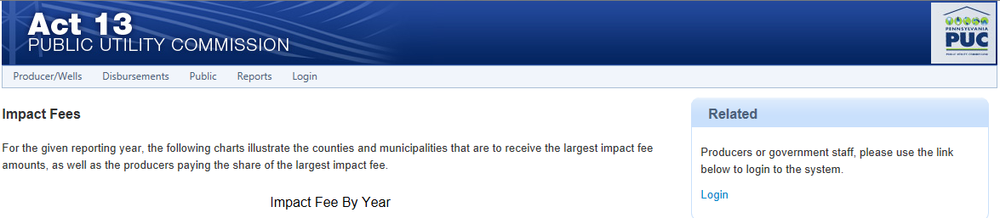 Act 13
PUBLIC UTILITY COMMISSION
PENNSYLVANIA
PUC
PUBLIC UTILITY COMMISSION
Producer/Wells Disbursements Public Reports Login
Impact Fees
For the given reporting year, the following charts illustrate the counties and municipalities that are to receive the largest impact fee
amounts, as well as the producers paying the share of the largest impact fee.
Impact Fee By Year
Related
Producers or government staff, please use the link
below to login to the system.
Login